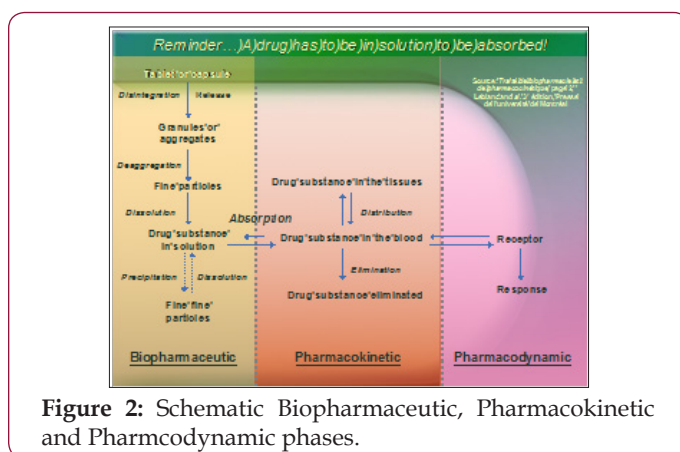 Reminder…)A)drug)has)to)be)in)solution)to)be)absorbed!
Tablet'or'capsule
Disintegration Release
Granules'or'
aggregates
Deaggregation
Fine'particles
Dissolution
Drug'substance'
in'solution
Precipitation Dissolution
Fine'fine'
particles
Biopharmaceutic
Absorption
Drug'substance'in'the'tissues
Distribution
Drug'substance'in'the'blood
Elimination
Drug'substance'eliminated
Pharmacokinetic
Receptor
Response
Pharmacodynamic
Figure 2: Schematic Biopharmaceutic, Pharmacokinetic
and Pharmcodynamic phases.